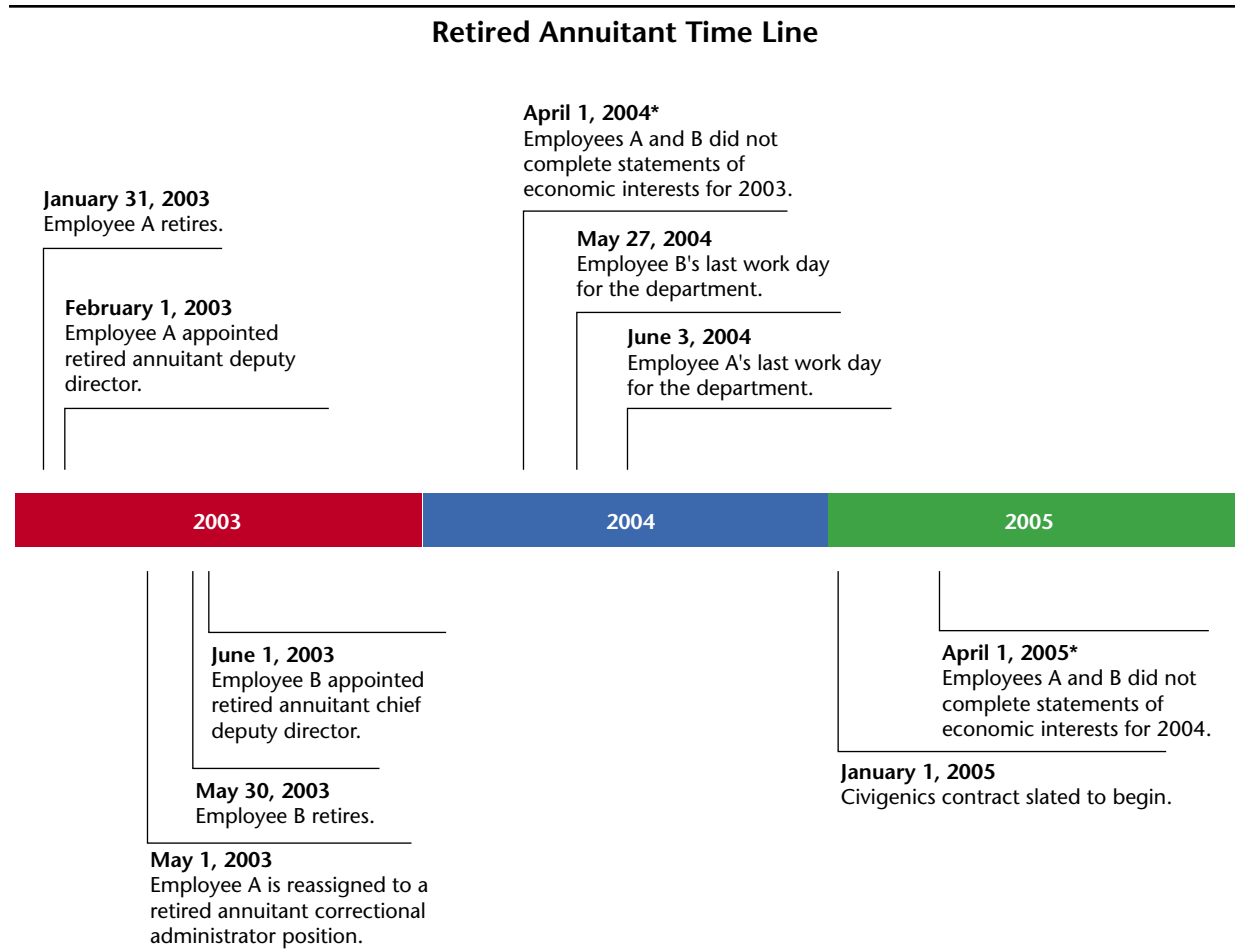 Retired Annuitant Time Line
April 1, 2004*
Employees A and B did not
complete statements of
economic interests for 2003.
January 31, 2003
Employee A retires.
May 27, 2004
Employee B's last work day
for the department.
February 1, 2003
Employee A appointed
retired annuitant deputy
director.
June 3, 2004
Employee A's last work day
for the department.
2003
2004
2005
June 1, 2003
Employee B appointed
retired annuitant chief
deputy director.
April 1, 2005*
Employees A and B did not
complete statements of
economic interests for 2004.
May 30, 2003
Employee B retires.
January 1, 2005
Civigenics contract slated to begin.
May 1, 2003
Employee A is reassigned to a
retired annuitant correctional
administrator position.